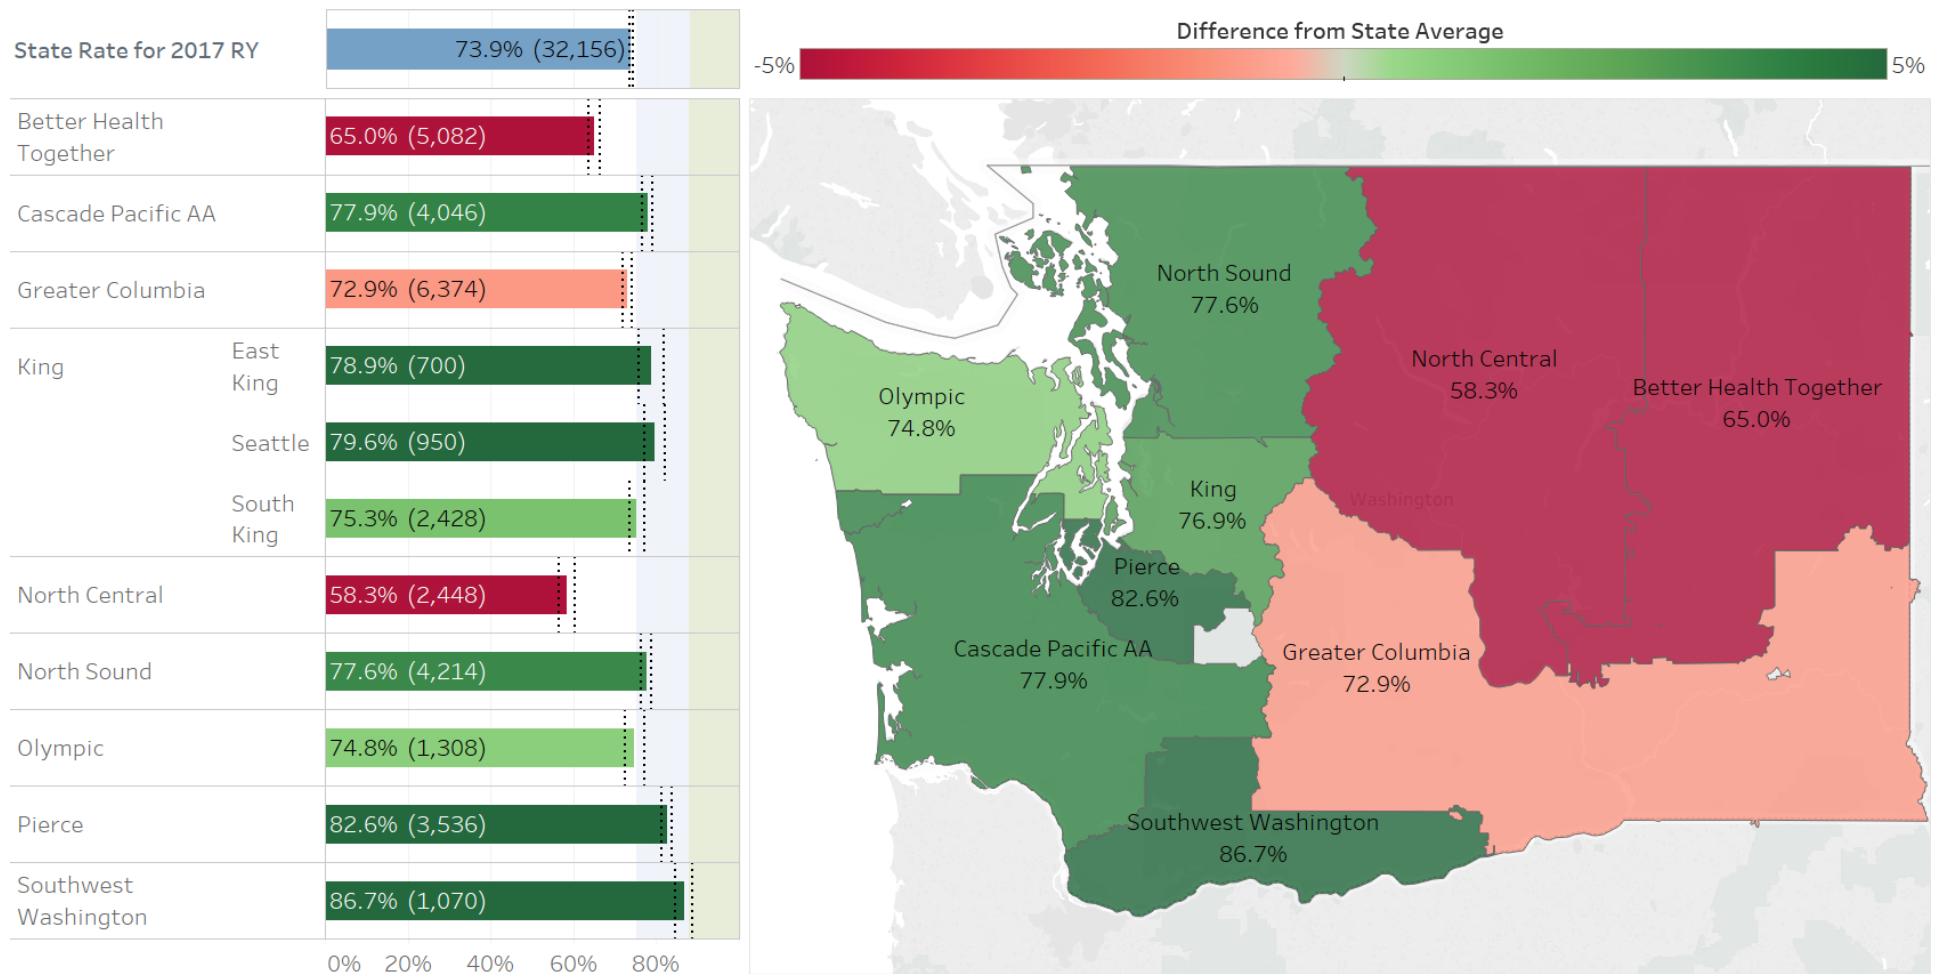 State Rate for 2017 RY
73.9% (32,156)
Better Health
Together
65.0% (5,082)
Cascade Pacific AA
77.9% (4,046)
Greater Columbia
72.9% (6,374)
King
East
King
78.9% (700)
Seattle
79.6% (950)
South
King
75.3% (2,428)
North Central
58.3% (2,448)
North Sound
77.6% (4,214)
Olympic
74.8% (1,308)
Pierce
82.6% (3,536)
Southwest
Washington
86.7% (1,070)
0% 20% 40% 60% 80%
Difference from State Average
-5%
5%
North Sound
77.6%
North Central
58.3%
Better Health Together
65.0%
Olympic
74.8%
King
76.9%
Washington
Pierce
82.6%
Cascade Pacific AA
77.9%
Greater Columbia
72.9%
Southwest Washington
86.7%